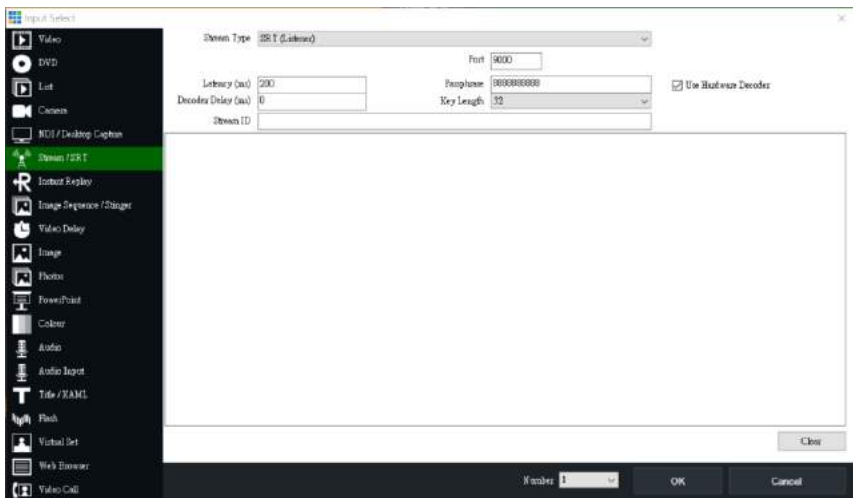 Input Select
Video
DVD
List
Camera
NDI / Desktop Capture
Stream / SRT
Instant Replay
Image Sequence / Stinger
Video Delay
Image
Photos
PowerPoint
Colour
Audio
Audio Input
Title / XAML
Flash
Virtual Set
Web Browser
Video Call
Stream Type SRT (Listener)
Port 9000
Latency (ms) 200 Passphrase 8888888888 Use Hardware Decoder
Decoder Delay (ms) 0 Key Length 32
Stream ID
Clear
Number 1 OK Cancel